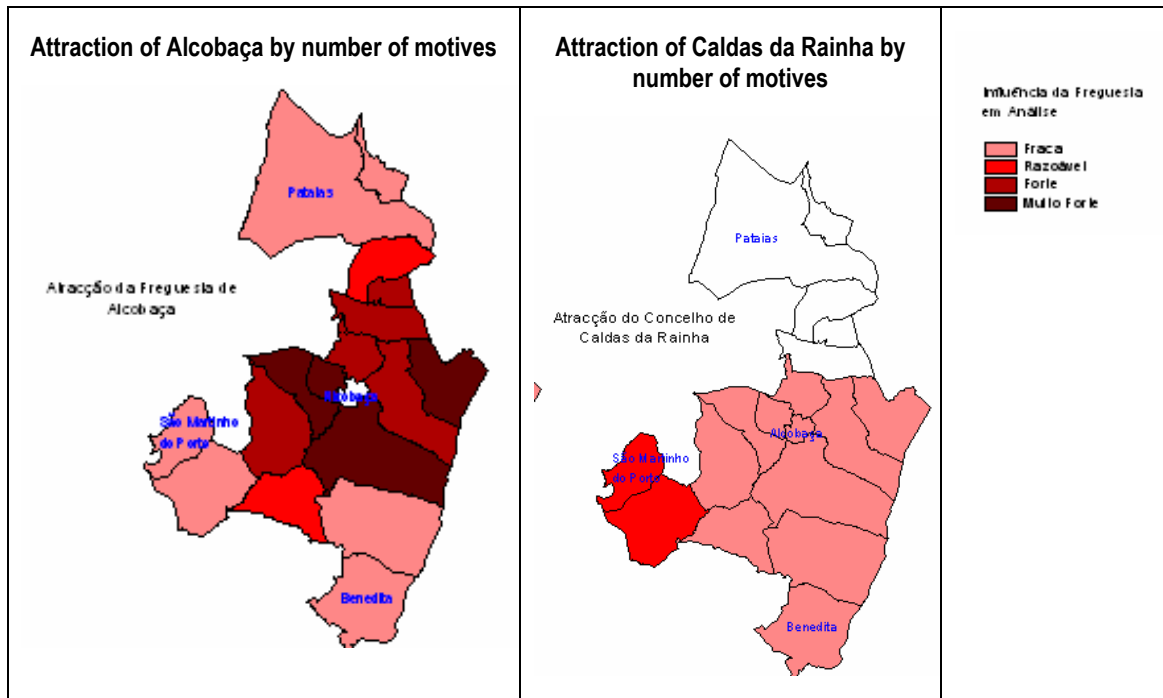 Attraction of Alcobaça by number of motives
Pataias
Atracção da Freguesia de
Alcobaça
Alcobaça
São Martinho
do Porto
Benedita
Attraction of Caldas da Rainha by
number of motives
Pataias
Atracção do Concelho de
Caldas da Rainha
Alcobaça
São Martinho
do Porto
Benedita
Influência da Freguesia
em Análise
Fraca
Razoável
Forte
Muito Forte